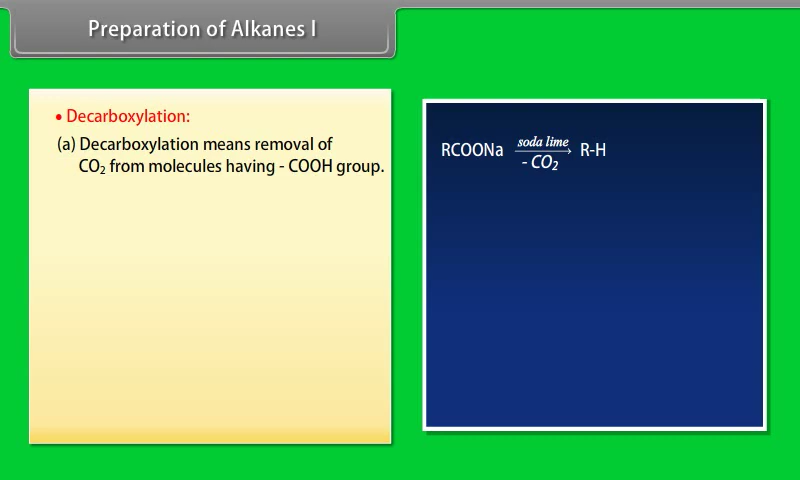 Preparation of Alkanes I
• Decarboxylation:
(a) Decarboxylation means removal of
CO₂ from molecules having - COOH group.
soda lime
RCOONa ⟶ R-H
- CO₂